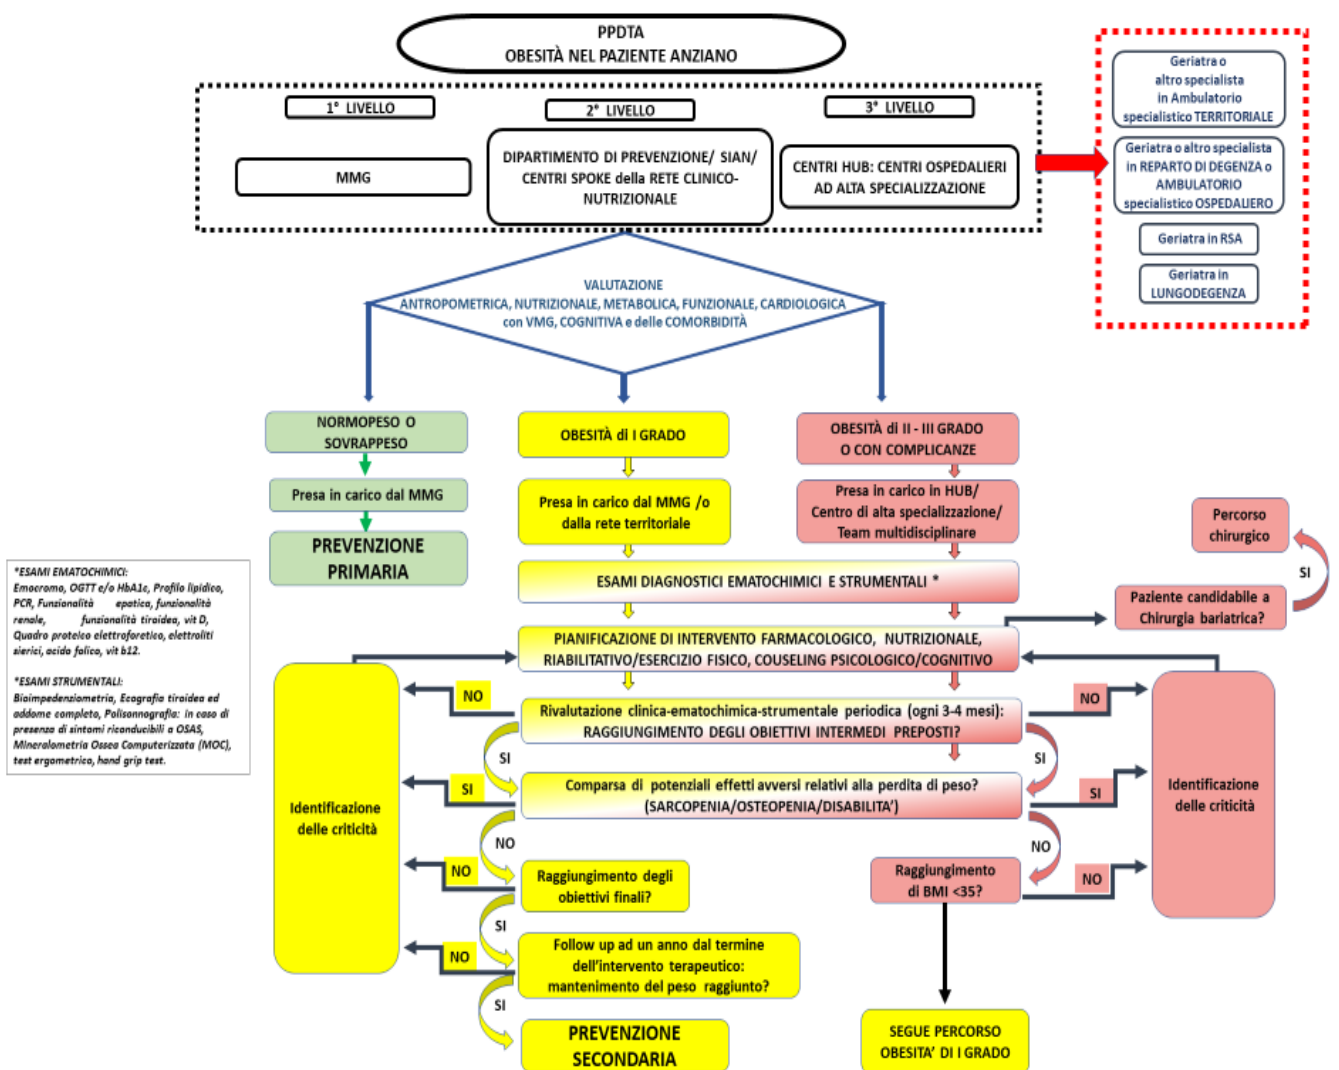 PPDTA
OBESITÀ NEL PAZIENTE ANZIANO
1° LIVELLO
2° LIVELLO
3° LIVELLO
MMG
DIPARTIMENTO DI PREVENZIONE/ SIAN/
CENTRI SPOKE della RETE CLINICO-
NUTRIZIONALE
CENTRI HUB: CENTRI OSPEDALIERI
AD ALTA SPECIALIZZAZIONE
Geriatra o
altro specialista
in Ambulatorio
specialistico TERRITORIALE
Geriatra o altro specialista
in REPARTO DI DEGENZA o
AMBULATORIO
specialistico OSPEDALIERO
Geriatra in RSA
Geriatra in
LUNGODEGENZA
VALUTAZIONE
ANTROPOMETRICA, NUTRIZIONALE, METABOLICA, FUNZIONALE, CARDIOLOGICA
con VMG, COGNITIVA e delle COMORBIDITÀ
NORMOPESO O
SOVRAPPESO
OBESITÀ di I GRADO
OBESITÀ di II - III GRADO
O CON COMPLICANZE
Presa in carico dal MMG
Presa in carico dal MMG /o
dalla rete territoriale
Presa in carico in HUB/
Centro di alta specializzazione/
Team multidisciplinare
PREVENZIONE
PRIMARIA
Percorso
chirurgico
SI
Paziente candidabile a
Chirurgia bariatrica?
ESAMI DIAGNOSTICI EMATOCHIMICI E STRUMENTALI *
*ESAMI EMATOCHIMICI:
Emocromo, OGTT e/o HbA1c, Profilo lipidico,
PCR, Funzionalità epatica, funzionalità
renale, funzionalità tiroidea, vit D,
Quadro proteico elettroforetico, elettroliti
sierici, acido folico, vit b12.
*ESAMI STRUMENTALI:
Bioimpedenziometria, Ecografia tiroidea ed
addome completo, Polisonnografia: in caso di
presenza di sintomi riconducibili a OSAS,
Mineralometria Ossea Computerizzata (MOC),
test ergometrico, hand grip test.
PIANIFICAZIONE DI INTERVENTO FARMACOLOGICO, NUTRIZIONALE,
RIABILITATIVO/ESERCIZIO FISICO, COUSELING PSICOLOGICO/COGNITIVO
NO
Rivalutazione clinica-ematochimica-strumentale periodica (ogni 3-4 mesi):
RAGGIUNGIMENTO DEGLI OBIETTIVI INTERMEDI PREPOSTI?
NO
SI
SI
SI
Comparsa di potenziali effetti avversi relativi alla perdita di peso?
(SARCOPENIA/OSTEOPENIA/DISABILITA')
SI
Identificazione
delle criticità
Identificazione
delle criticità
NO
NO
NO
Raggiungimento degli
obiettivi finali?
Raggiungimento
di BMI <35?
NO
SI
NO
Follow up ad un anno dal termine
dell'intervento terapeutico:
mantenimento del peso raggiunto?
SI
PREVENZIONE
SECONDARIA
SEGUE PERCORSO
OBESITA' DI I GRADO